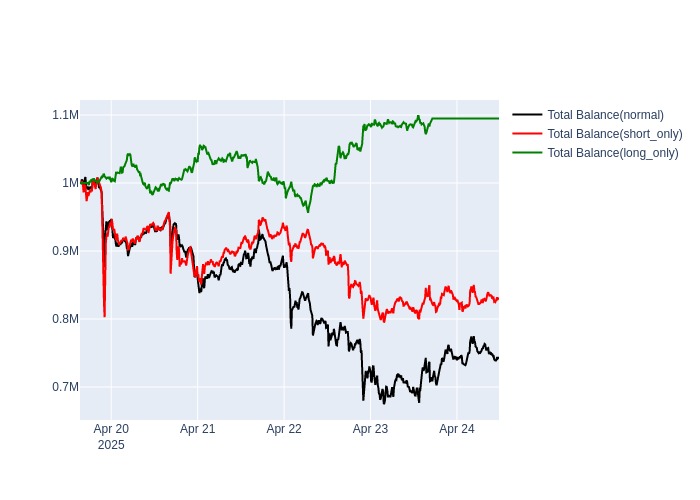 1.1M
1M
0.9M
0.8M
0.7M
Apr 20
2025
Apr 21
Apr 22
Apr 23
Apr 24
Total Balance(normal)
Total Balance(short_only)
Total Balance(long_only)